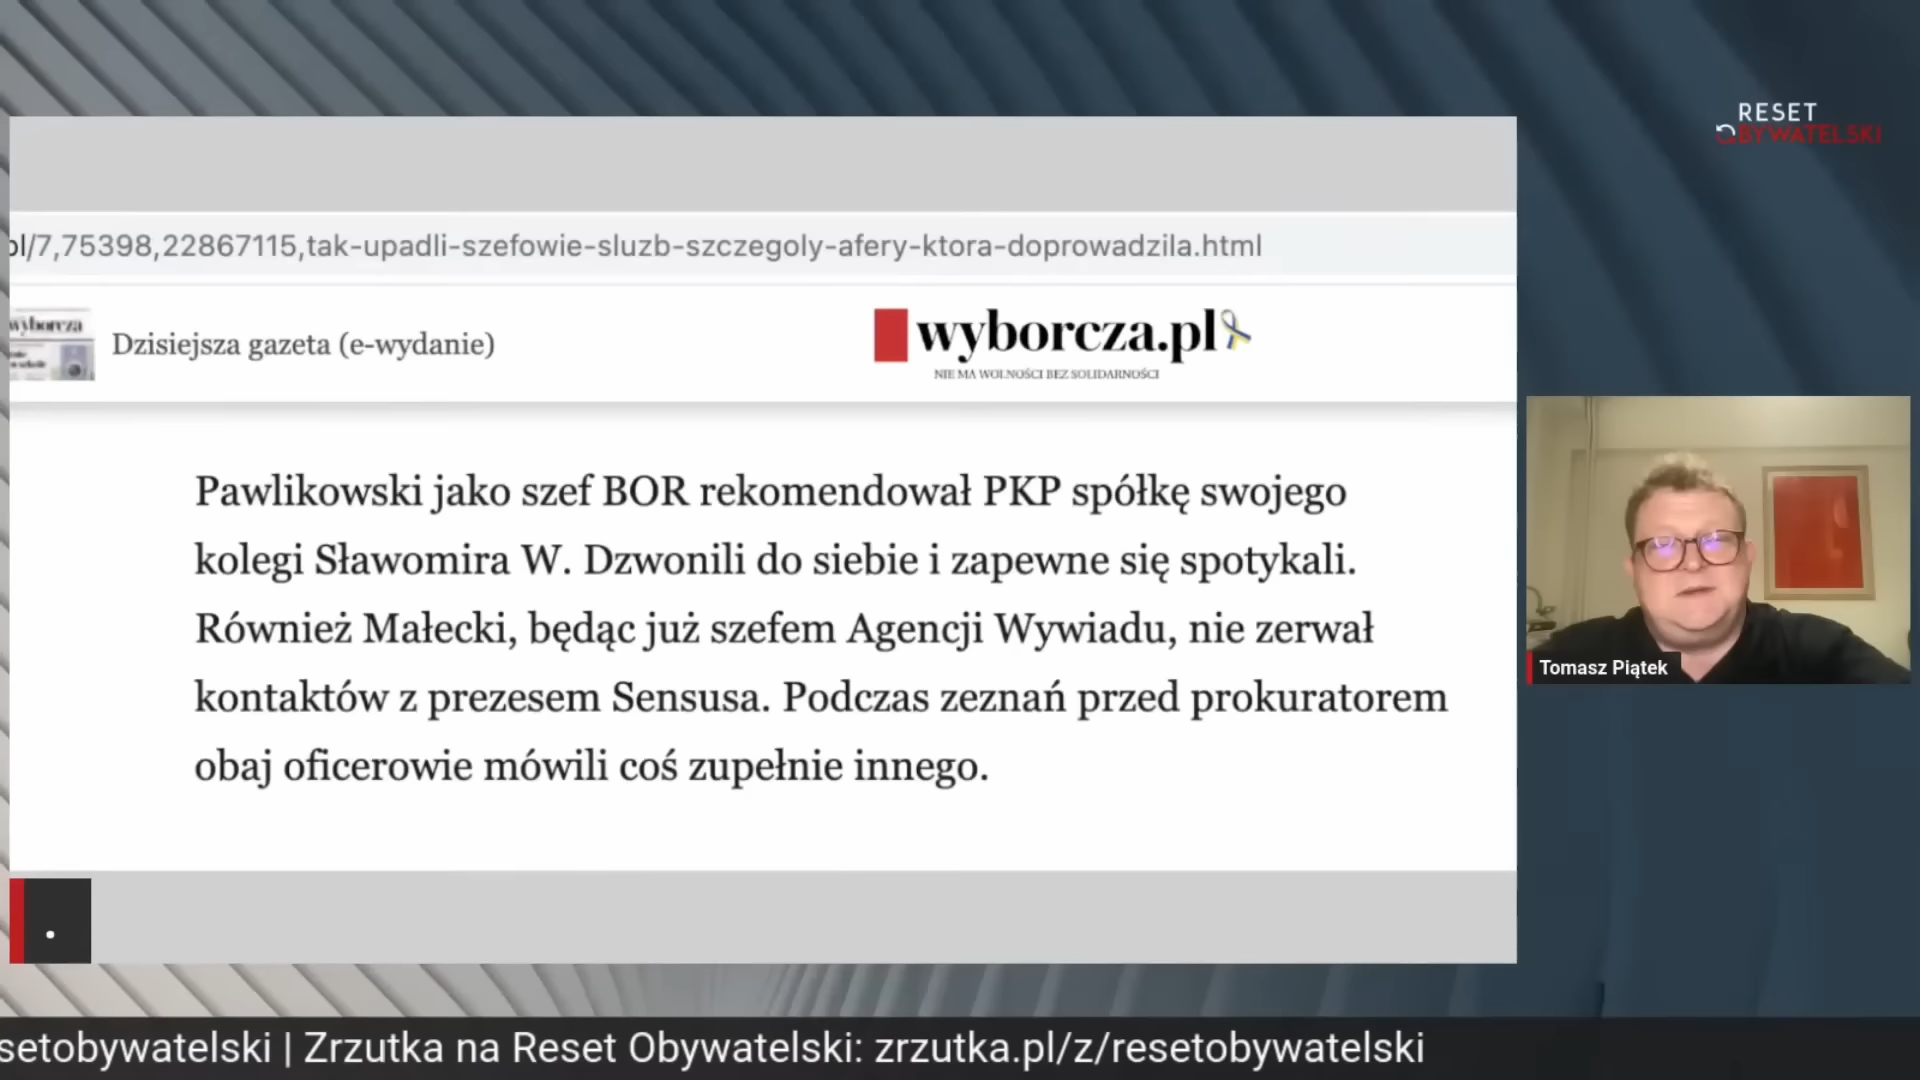 RESET
OBYWATELSKI
pl/7,75398,22867115,tak-upadli-szefowie-sluzb-szczegoly-afery-ktora-doprowadzila.html
wyborcza
Dzisiejsza gazeta (e-wydanie)
wyborcza.pl
NIE MA WOLNOŚCI BEZ SOLIDARNOŚCI
Pawlikowski jako szef BOR rekomendował PKP spółkę swojego
kolegi Sławomira W. Dzwonili do siebie i zapewne się spotykali.
Również Małecki, będąc już szefem Agencji Wywiadu, nie zerwał
kontaktów z prezesem Sensusa. Podczas zeznań przed prokuratorem
obaj oficerowie mówili coś zupełnie innego.
Tomasz Piątek
.
setobywatelski | Zrzutka na Reset Obywatelski: zrzutka.pl/z/resetobywatelski